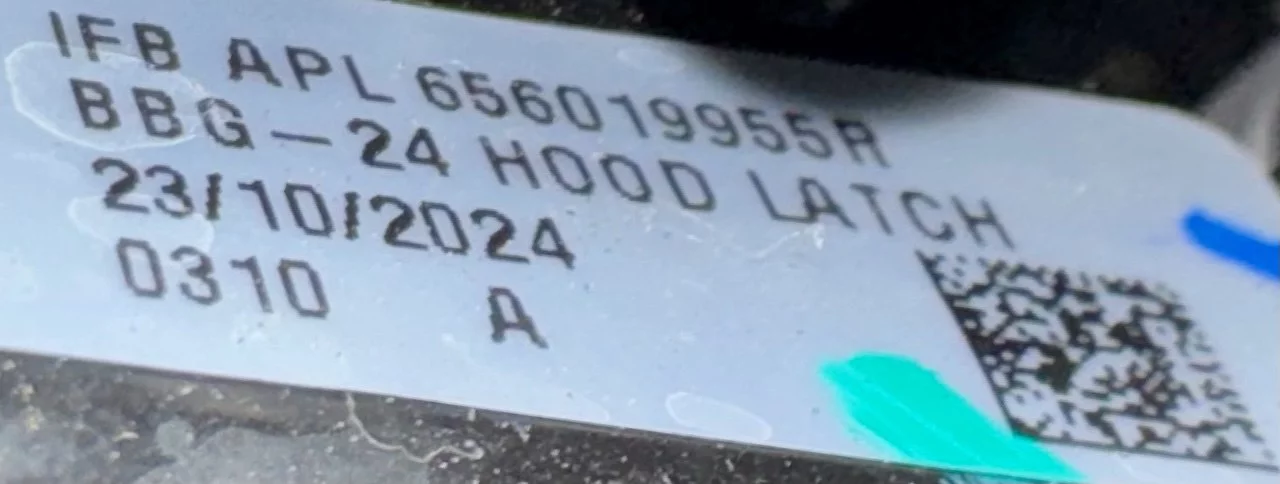 IFB APL 656019955R
BBG-24 HOOD LATCH
23/10/2024
0310 A